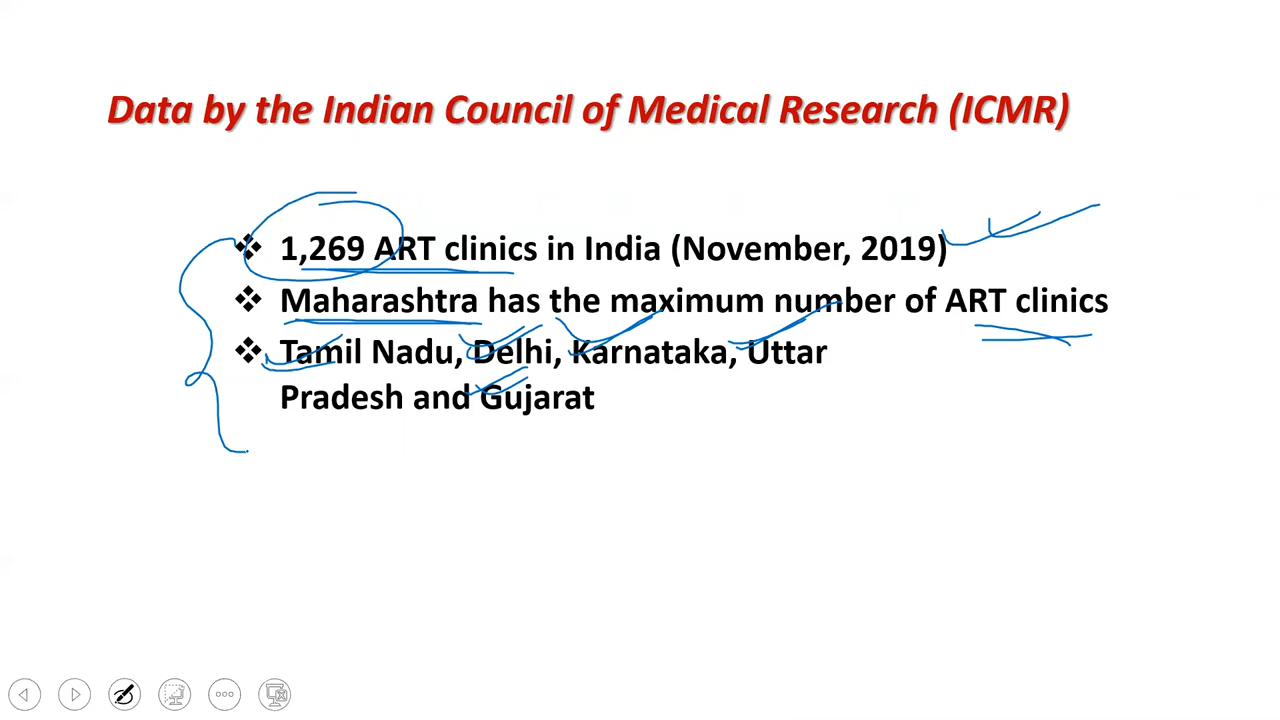 Data by the Indian Council of Medical Research (ICMR)
❖ 1,269 ART clinics in India (November, 2019)
❖ Maharashtra has the maximum number of ART clinics
❖ Tamil Nadu, Delhi, Karnataka, Uttar
Pradesh and Gujarat